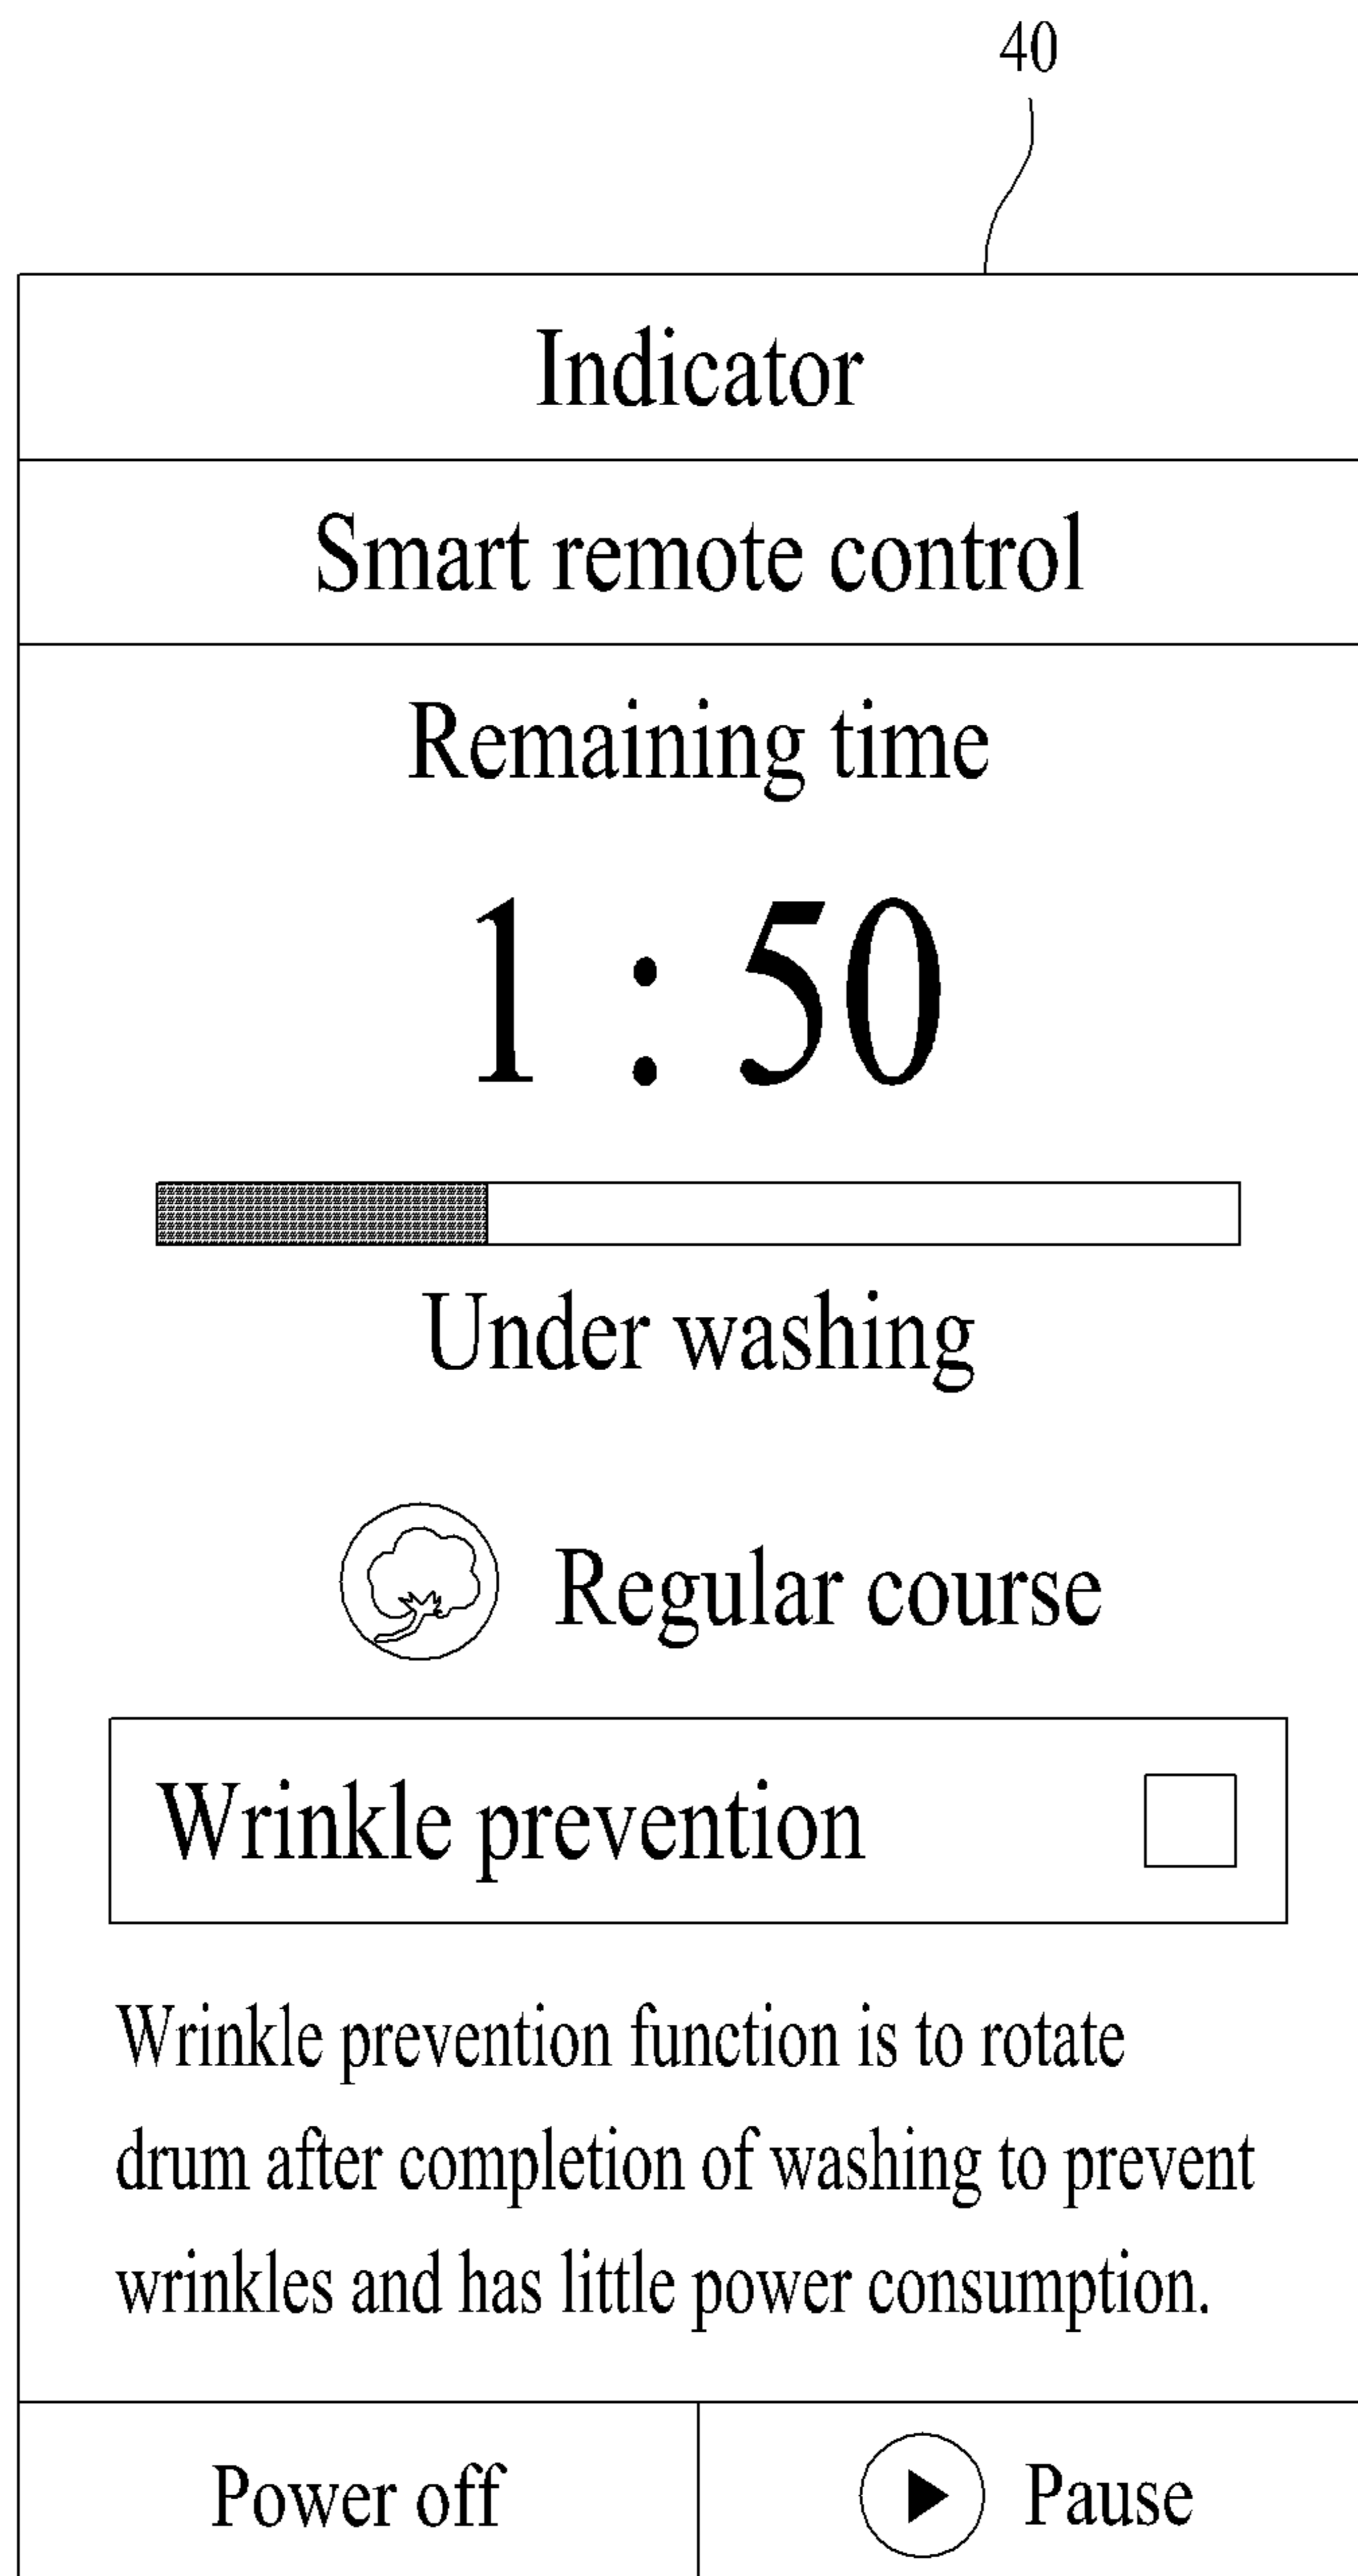 40
Indicator
Smart remote control
Remaining time
1 : 50
Under washing
Regular course
Wrinkle prevention
Wrinkle prevention function is to rotate
drum after completion of washing to prevent
wrinkles and has little power consumption.
Power off
Pause